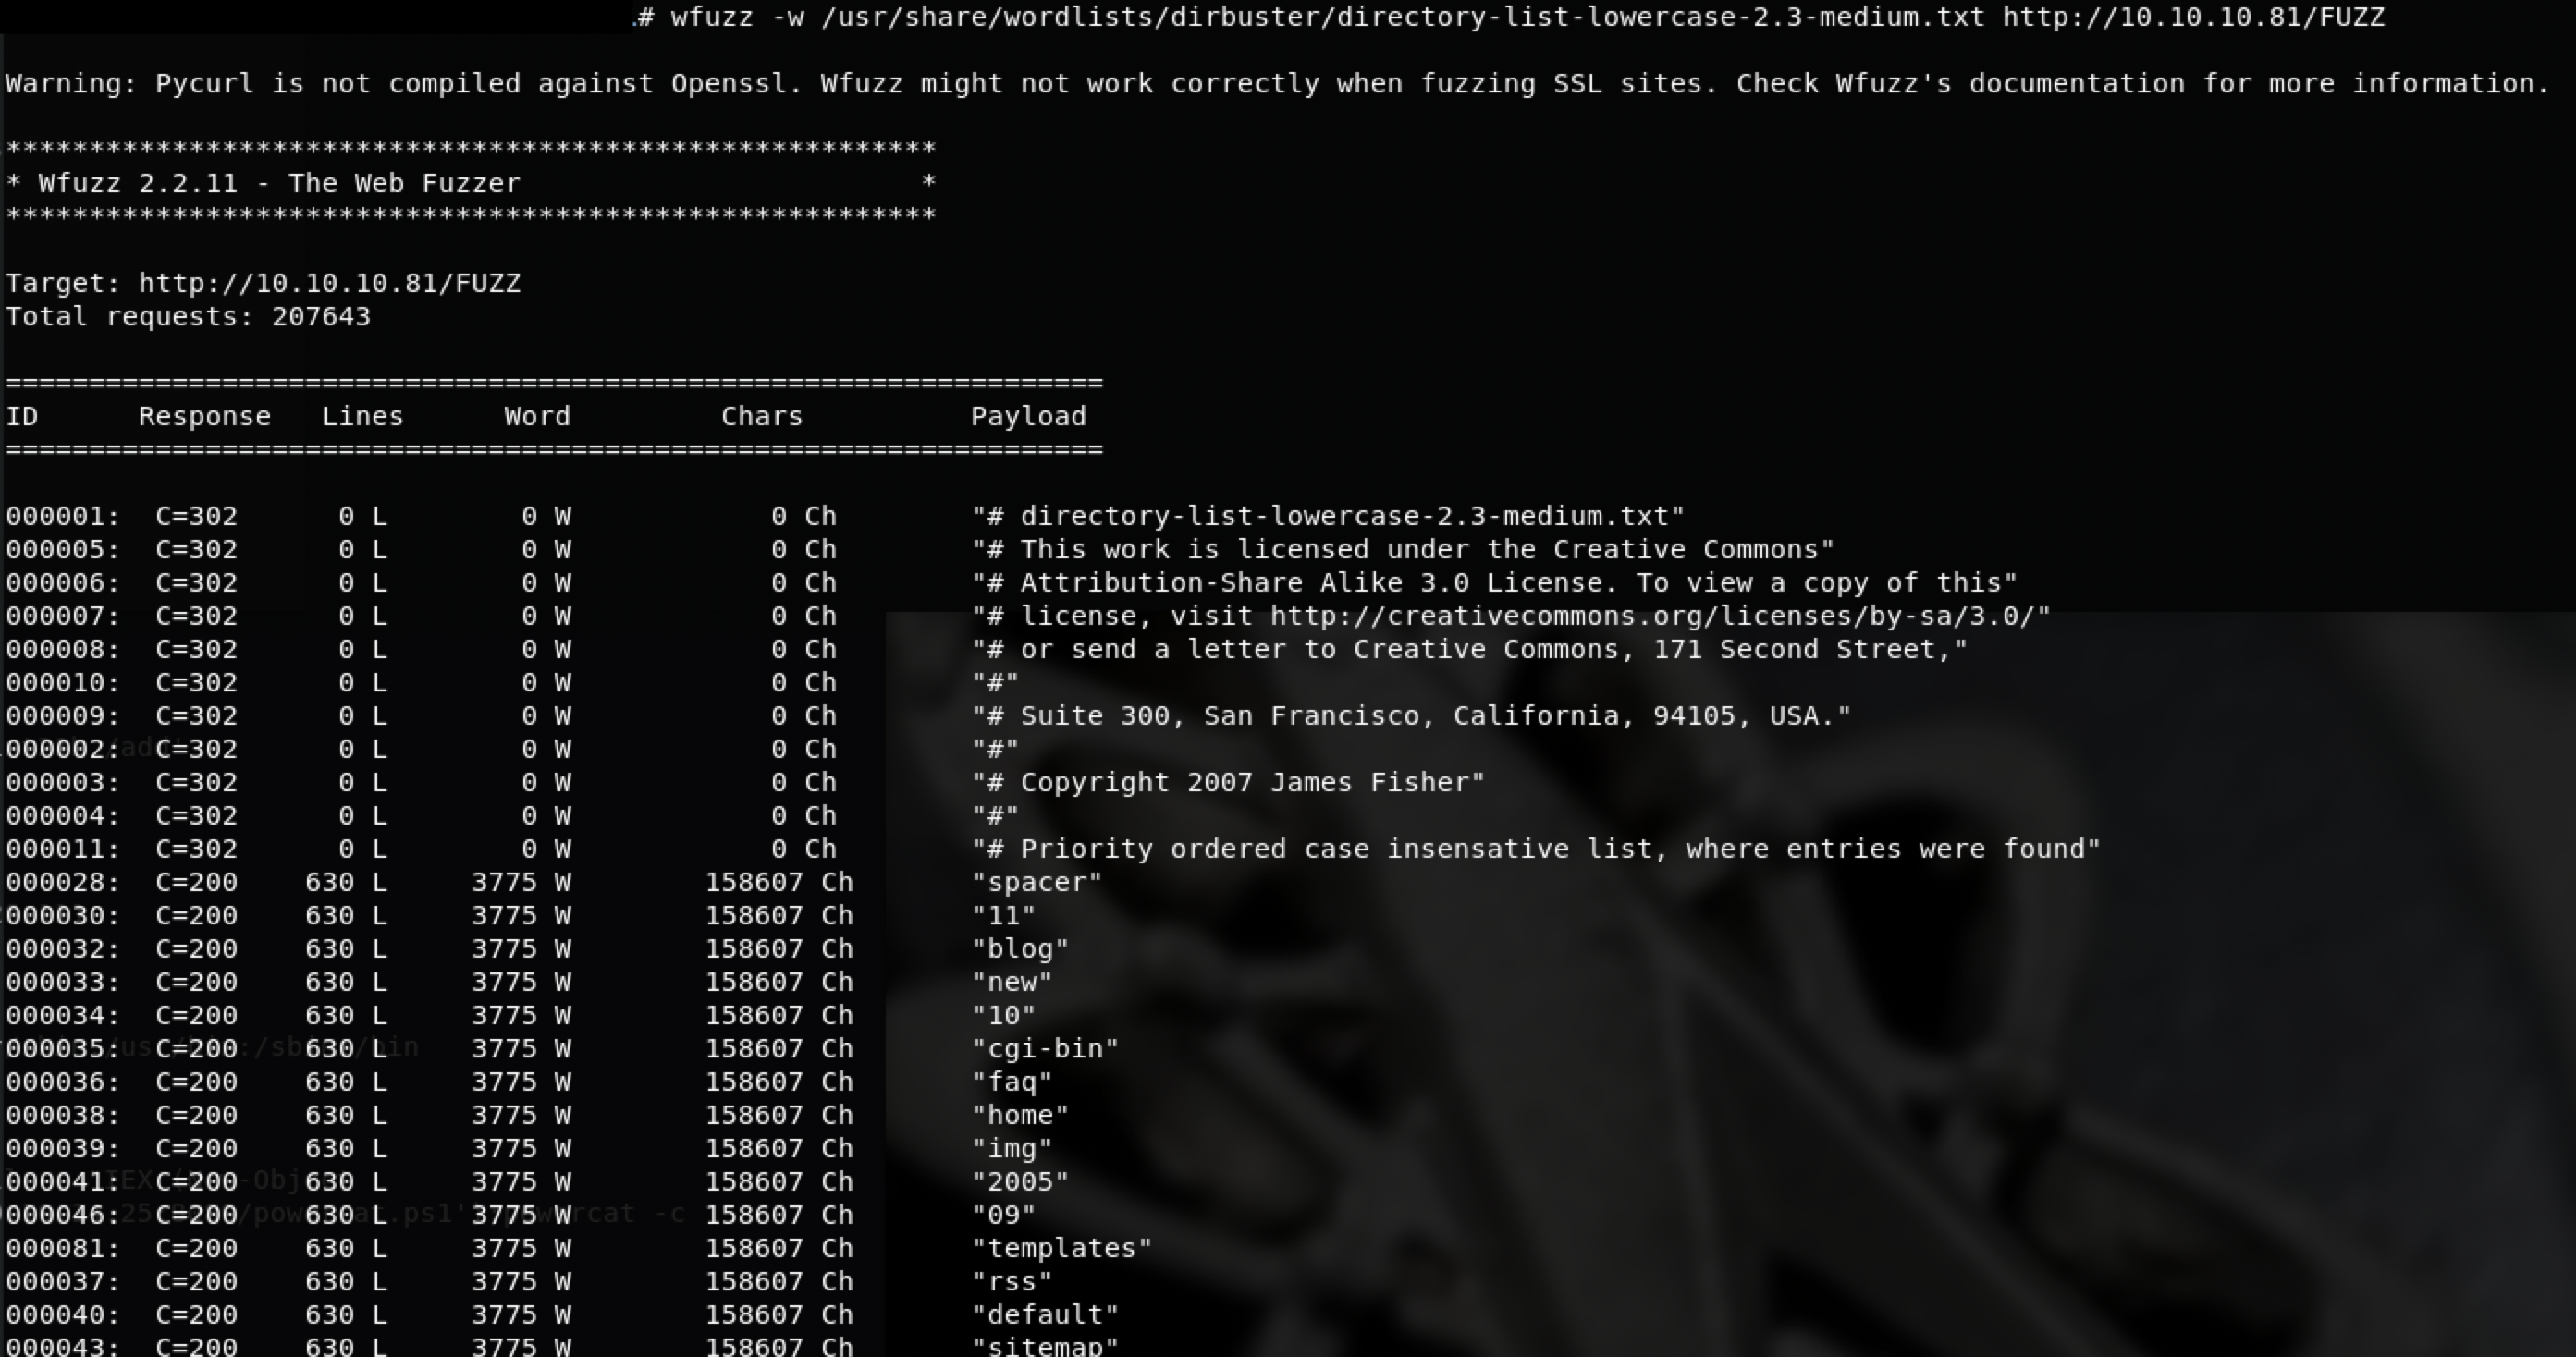 .# wfuzz -w /usr/share/wordlists/dirbuster/directory-list-lowercase-2.3-medium.txt http://10.10.10.81/FUZZ
Warning: Pycurl is not compiled against Openssl. Wfuzz might not work correctly when fuzzing SSL sites. Check Wfuzz's documentation for more information.
********************************************************
* Wfuzz 2.2.11 - The Web Fuzzer                        *
********************************************************
Target: http://10.10.10.81/FUZZ
Total requests: 207643
==================================================================
ID      Response   Lines      Word         Chars          Payload
==================================================================
000001:  C=302      0 L        0 W            0 Ch        "# directory-list-lowercase-2.3-medium.txt"
000005:  C=302      0 L        0 W            0 Ch        "# This work is licensed under the Creative Commons"
000006:  C=302      0 L        0 W            0 Ch        "# Attribution-Share Alike 3.0 License. To view a copy of this"
000007:  C=302      0 L        0 W            0 Ch        "# license, visit http://creativecommons.org/licenses/by-sa/3.0/"
000008:  C=302      0 L        0 W            0 Ch        "# or send a letter to Creative Commons, 171 Second Street,"
000010:  C=302      0 L        0 W            0 Ch        "#"
000009:  C=302      0 L        0 W            0 Ch        "# Suite 300, San Francisco, California, 94105, USA."
000002:  C=302      0 L        0 W            0 Ch        "#"
000003:  C=302      0 L        0 W            0 Ch        "# Copyright 2007 James Fisher"
000004:  C=302      0 L        0 W            0 Ch        "#"
000011:  C=302      0 L        0 W            0 Ch        "# Priority ordered case insensative list, where entries were found"
000028:  C=200    630 L     3775 W       158607 Ch        "spacer"
000030:  C=200    630 L     3775 W       158607 Ch        "11"
000032:  C=200    630 L     3775 W       158607 Ch        "blog"
000033:  C=200    630 L     3775 W       158607 Ch        "new"
000034:  C=200    630 L     3775 W       158607 Ch        "10"
000035:  C=200    630 L     3775 W       158607 Ch        "cgi-bin"
000036:  C=200    630 L     3775 W       158607 Ch        "faq"
000038:  C=200    630 L     3775 W       158607 Ch        "home"
000039:  C=200    630 L     3775 W       158607 Ch        "img"
000041:  C=200    630 L     3775 W       158607 Ch        "2005"
000046:  C=200    630 L     3775 W       158607 Ch        "09"
000081:  C=200    630 L     3775 W       158607 Ch        "templates"
000037:  C=200    630 L     3775 W       158607 Ch        "rss"
000040:  C=200    630 L     3775 W       158607 Ch        "default"
000043:  C=200    630 L     3775 W       158607 Ch        "sitemap"